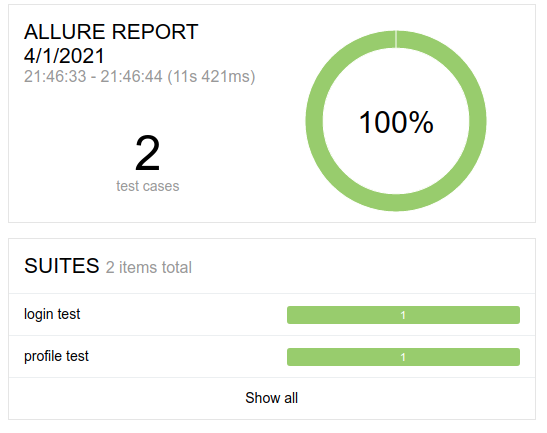 ALLURE REPORT
4/1/2021
21:46:33 - 21:46:44 (11s 421ms)
2
test cases
100%
SUITES 2 items total
login test 1
profile test 1
Show all